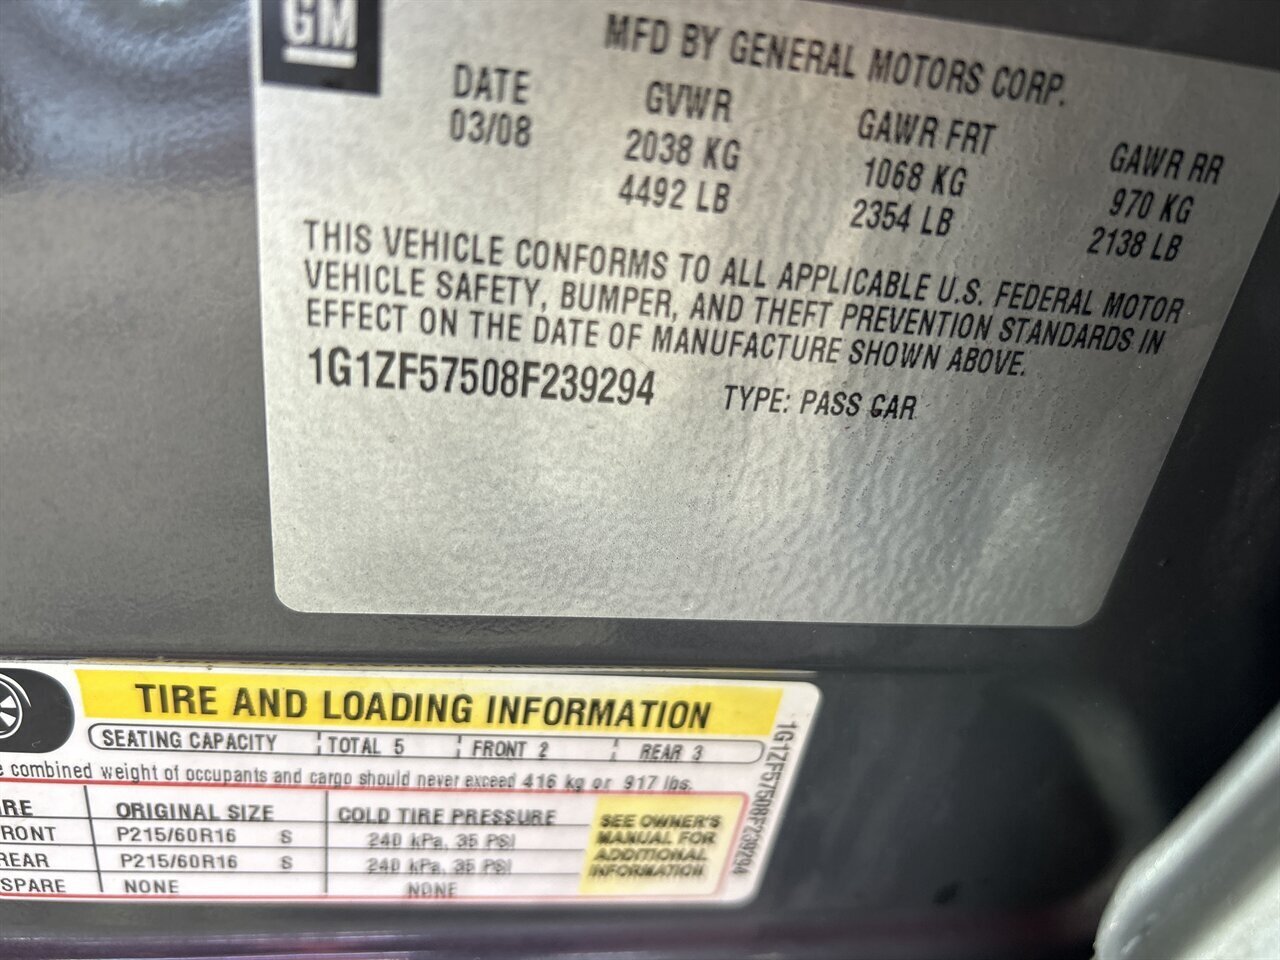 GM
MFD BY GENERAL MOTORS CORP.
DATE GVWR GAWR FRT GAWR RR
03/08 2038 KG 1068 KG 970 KG
4492 LB 2354 LB 2138 LB
THIS VEHICLE CONFORMS TO ALL APPLICABLE U.S. FEDERAL MOTOR
VEHICLE SAFETY, BUMPER, AND THEFT PREVENTION STANDARDS IN
EFFECT ON THE DATE OF MANUFACTURE SHOWN ABOVE.
1G1ZF57508F239294 TYPE: PASS CAR
TIRE AND LOADING INFORMATION
SEATING CAPACITY TOTAL 5 FRONT 2 REAR 3
combined weight of occupants and cargo should never exceed 416 kg or 917 lbs.
IRE ORIGINAL SIZE COLD TIRE PRESSURE
RONT P215/60R16 S 240 kPa, 35 PSI
REAR P215/60R16 S 240 kPa, 35 PSI
SPARE NONE NONE
SEE OWNER'S
MANUAL FOR
ADDITIONAL
INFORMATION
1G1ZF57508F239294